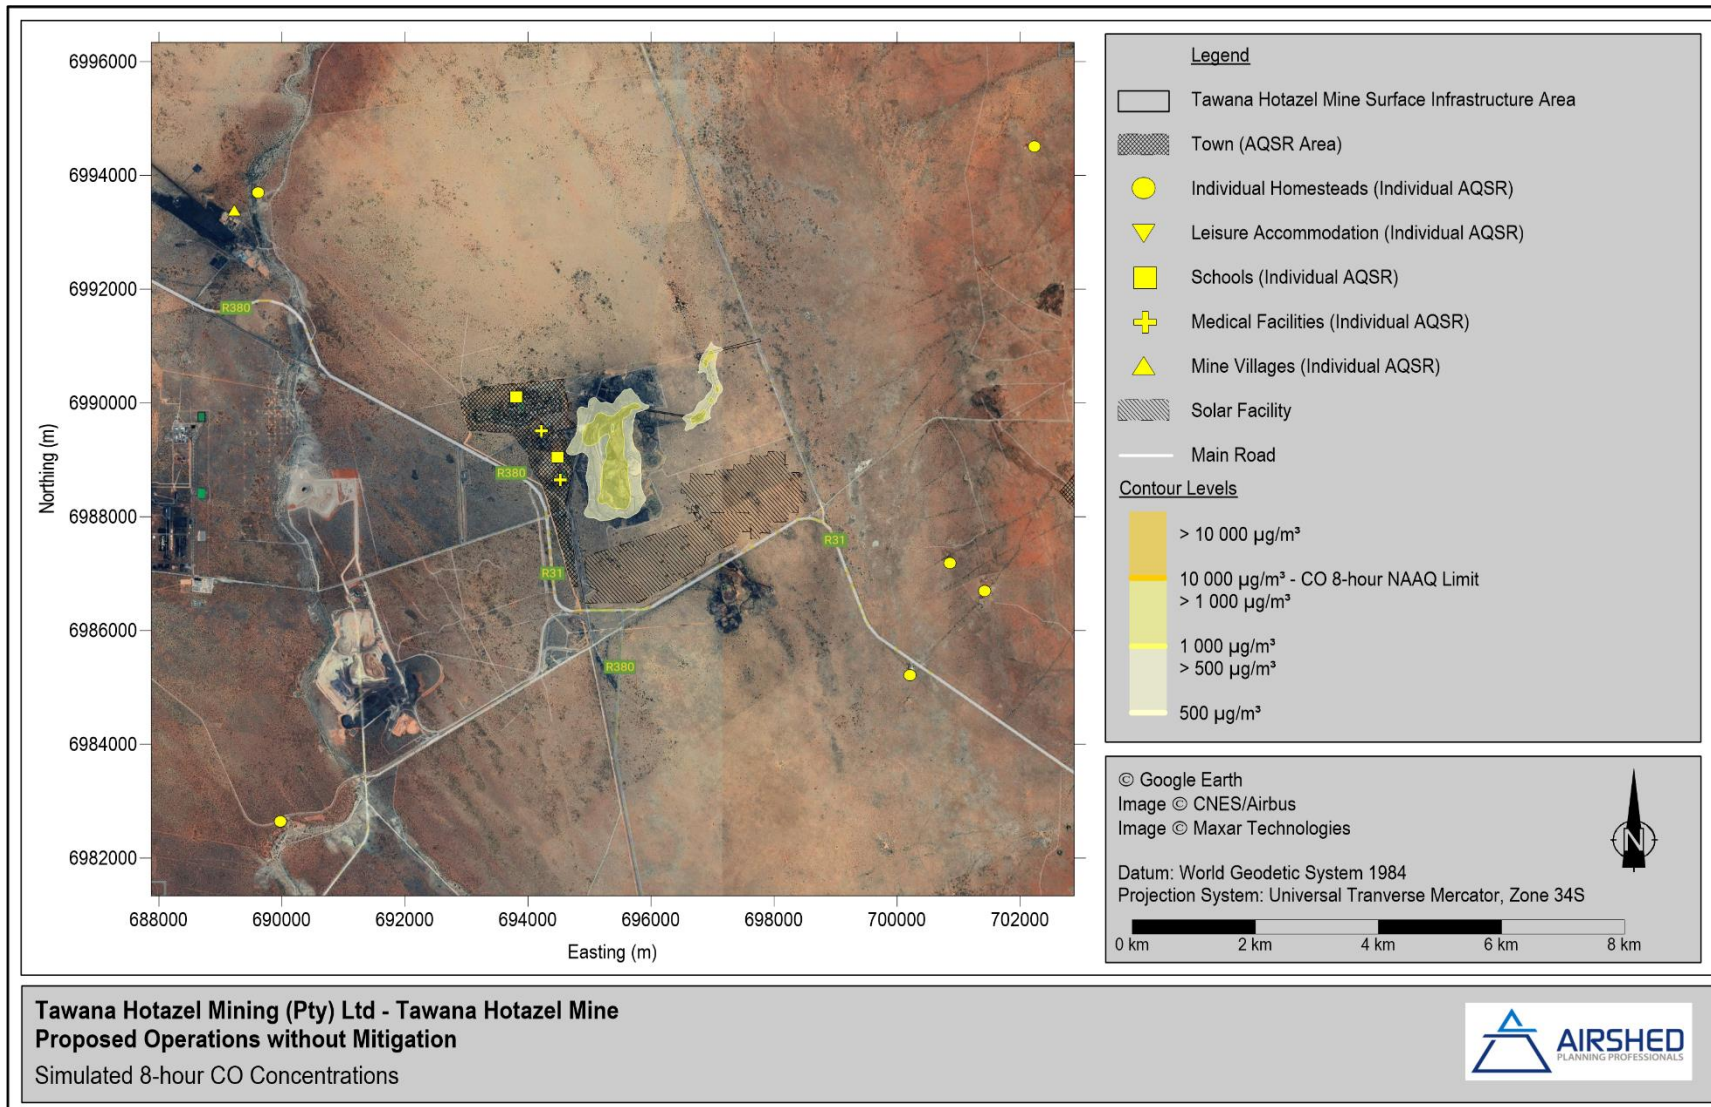 6996000
6994000
6992000
6990000
6988000
6986000
6984000
6982000
Northing (m)
688000
690000
692000
694000
696000
698000
700000
702000
Easting (m)
R380
R380
R31
R31
R380
Legend
Tawana Hotazel Mine Surface Infrastructure Area
Town (AQSR Area)
Individual Homesteads (Individual AQSR)
Leisure Accommodation (Individual AQSR)
Schools (Individual AQSR)
Medical Facilities (Individual AQSR)
Mine Villages (Individual AQSR)
Solar Facility
Main Road
Contour Levels
> 10 000 µg/m³
10 000 µg/m³ - CO 8-hour NAAQ Limit
> 1 000 µg/m³
1 000 µg/m³
> 500 µg/m³
500 µg/m³
© Google Earth
Image © CNES/Airbus
Image © Maxar Technologies
N
Datum: World Geodetic System 1984
Projection System: Universal Tranverse Mercator, Zone 34S
0 km
2 km
4 km
6 km
8 km
Tawana Hotazel Mining (Pty) Ltd - Tawana Hotazel Mine
Proposed Operations without Mitigation
Simulated 8-hour CO Concentrations
AIRSHED
PLANNING PROFESSIONALS